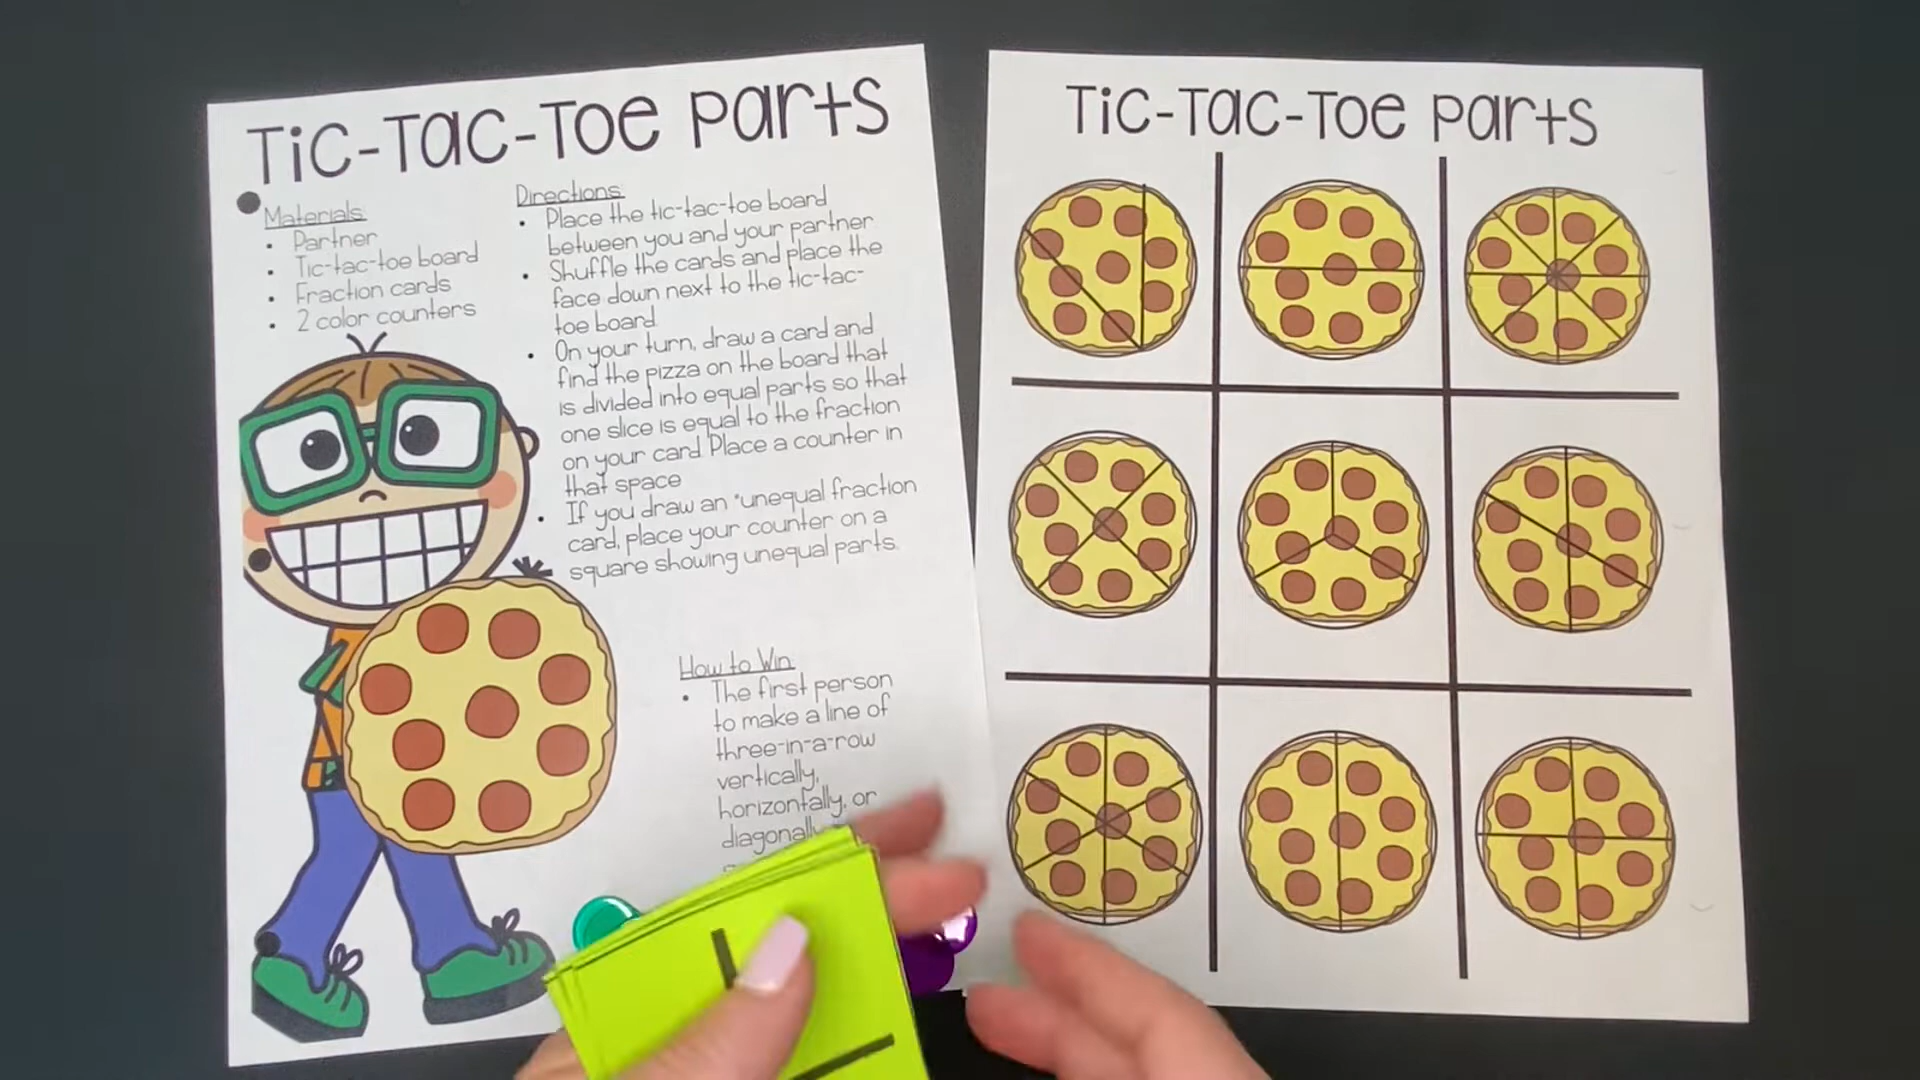 Tic-Tac-Toe Parts
Materials:
• Partner
• Tic-tac-toe board
• Fraction cards
• 2 color counters
Directions:
• Place the tic-tac-toe board
between you and your partner.
• Shuffle the cards and place the
face down next to the tic-tac-
toe board.
• On your turn, draw a card and
find the pizza on the board that
is divided into equal parts so that
one slice is equal to the fraction
on your card. Place a counter in
that space.
• If you draw an "unequal fraction
card, place your counter on a
square showing unequal parts.
How to Win:
• The first person
to make a line of
three-in-a-row
vertically,
horizontally, or
diagonally
Tic-Tac-Toe Parts